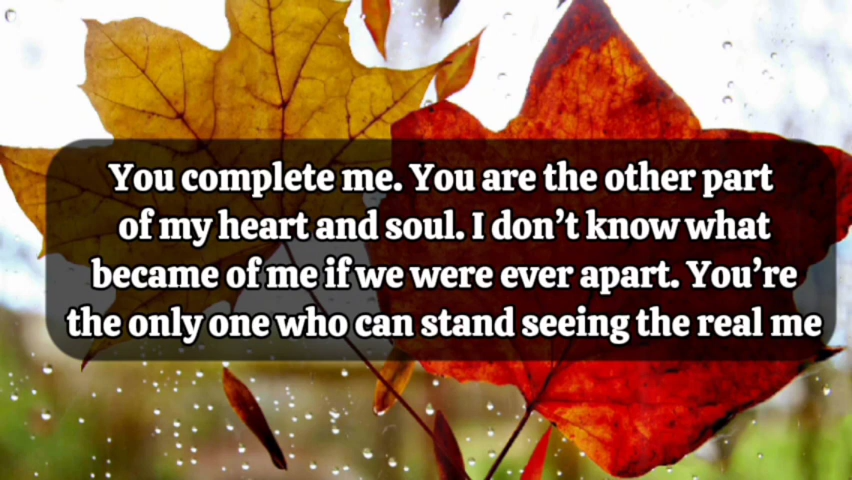 You complete me. You are the other part
of my heart and soul. I don’t know what
became of me if we were ever apart. You’re
the only one who can stand seeing the real me